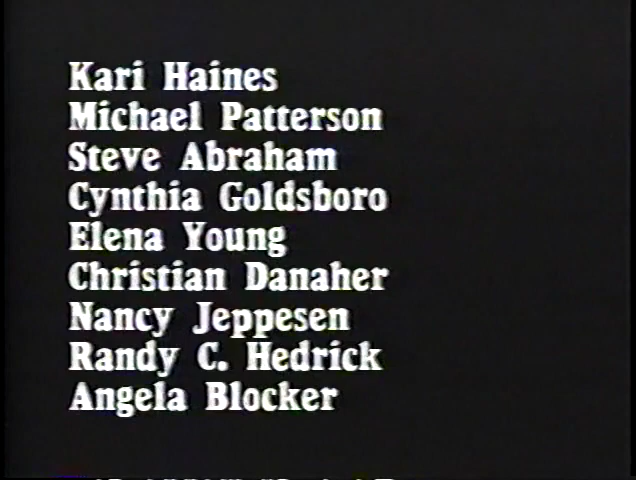 Kari Haines
Michael Patterson
Steve Abraham
Cynthia Goldsboro
Elena Young
Christian Danaher
Nancy Jeppesen
Randy C. Hedrick
Angela Blocker